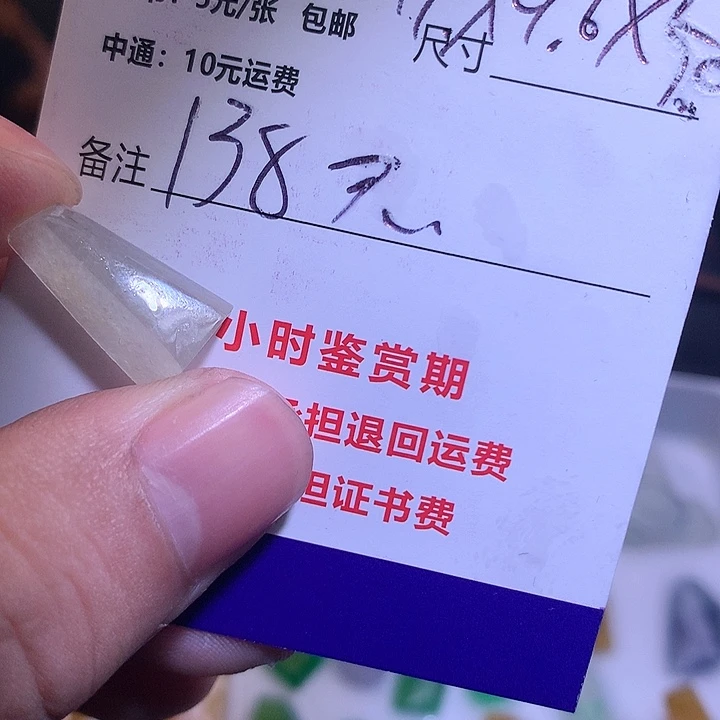 5元/张 包邮
尺寸
中通：10元运费
备注 138元
小时鉴赏期
承担退回运费
担证书费